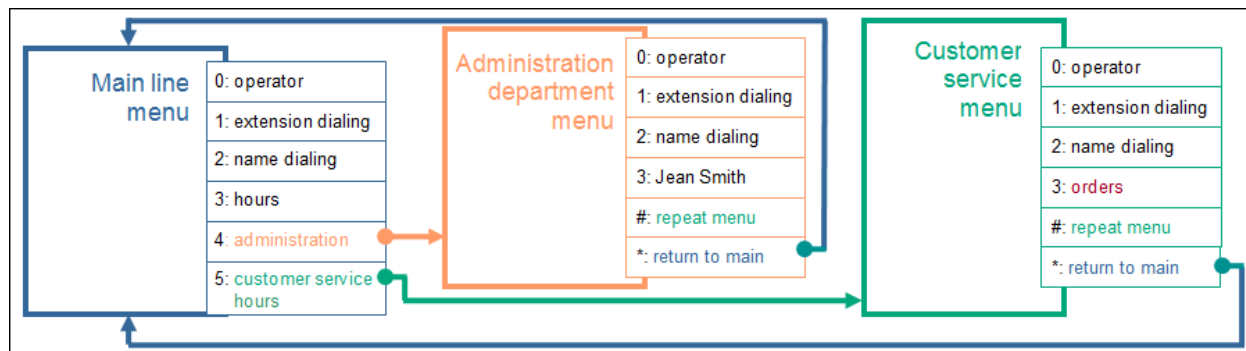 Main line
menu
0: operator
1: extension dialing
2: name dialing
3: hours
4: administration
5: customer service
hours
Administration
department
menu
0: operator
1: extension dialing
2: name dialing
3: Jean Smith
#: repeat menu
*: return to main
Customer
service
menu
0: operator
1: extension dialing
2: name dialing
3: orders
#: repeat menu
*: return to main